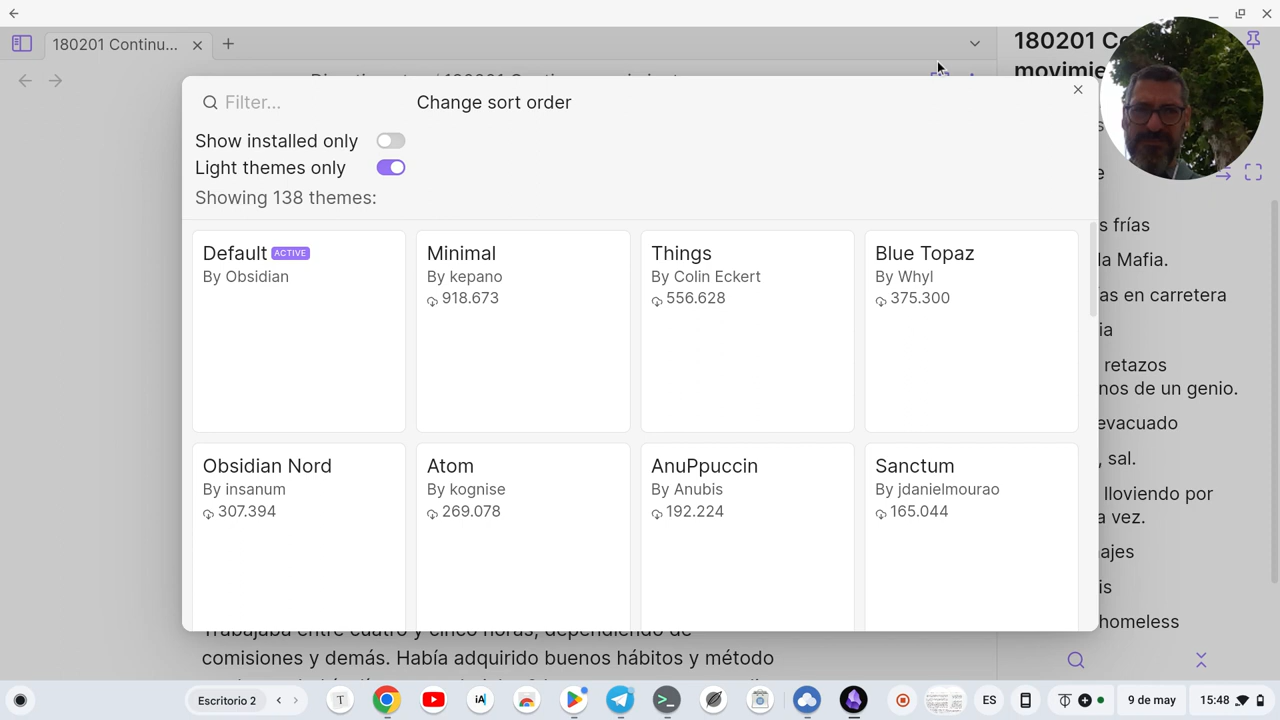 180201 Continu...
180201 Co
movimie
Filter...
Change sort order
Show installed only
Light themes only
Showing 138 themes:
Default ACTIVE
By Obsidian
Minimal
By kepano
918.673
Things
By Colin Eckert
556.628
Blue Topaz
By Whyl
375.300
Obsidian Nord
By insanum
307.394
Atom
By kognise
269.078
AnuPpuccin
By Anubis
192.224
Sanctum
By jdanielmourao
165.044
s frías
la Mafia.
ías en carretera
ia
retazos
nos de un genio.
evacuado
, sal.
lloviendo por
a vez.
ajes
is
homeless
comisiones y demás. Había adquirido buenos hábitos y método
Escritorio 2
T
iA
ES
9 de may
15:48